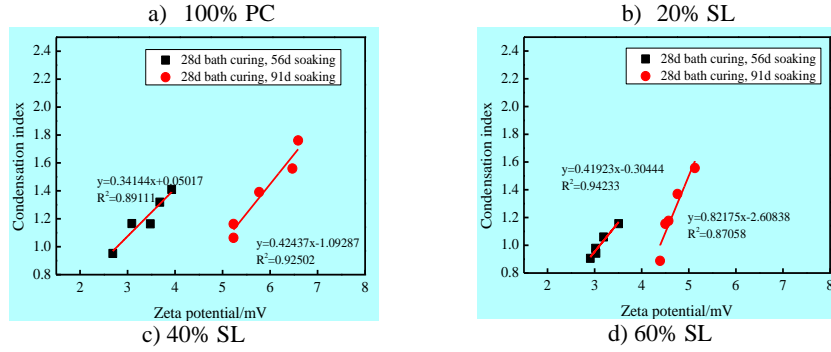 a) 100% PC
b) 20% SL
2.4
2.2
2.0
1.8
1.6
1.4
1.2
1.0
0.8
Condensation index
28d bath curing, 56d soaking
28d bath curing, 91d soaking
y=0.34144x+0.05017
R²=0.89111
y=0.42437x-1.09287
R²=0.92502
2 3 4 5 6 7 8
Zeta potential/mV
2.4
2.2
2.0
1.8
1.6
1.4
1.2
1.0
0.8
Condensation index
28d bath curing, 56d soaking
28d bath curing, 91d soaking
y=0.41923x-0.30444
R²=0.94233
y=0.82175x-2.60838
R²=0.87058
2 3 4 5 6 7 8
Zeta potential/mV
c) 40% SL
d) 60% SL